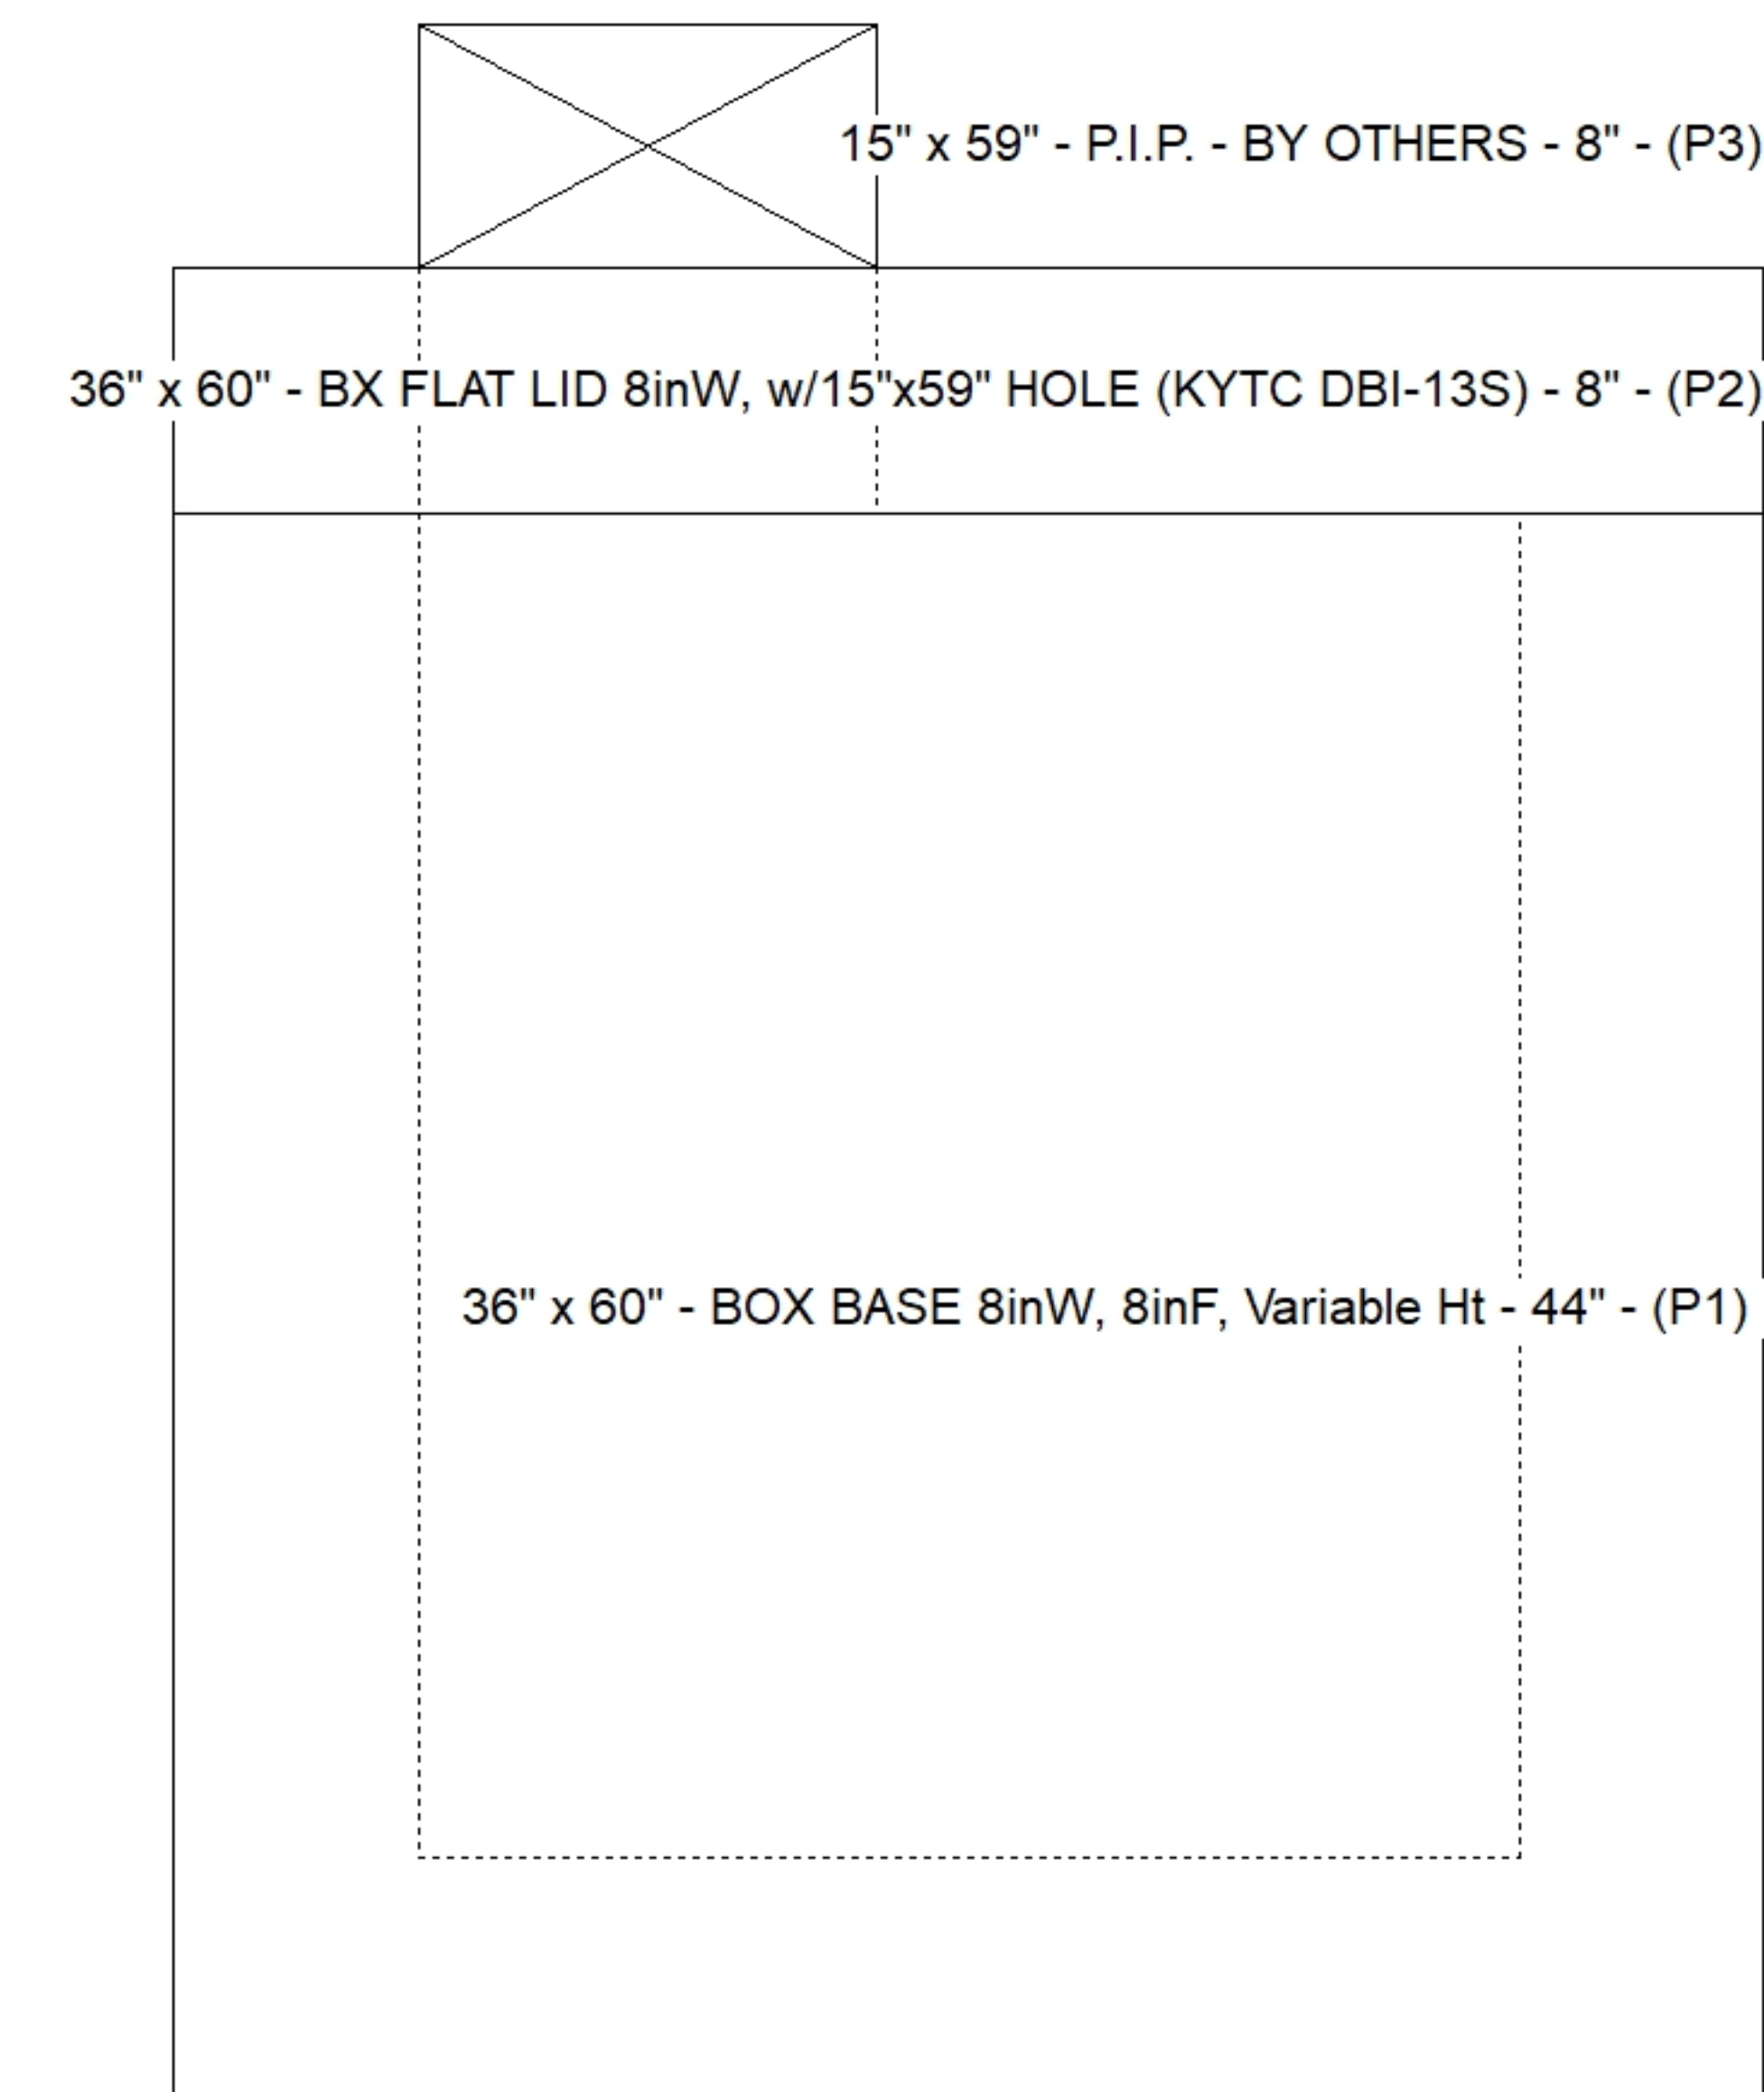 15" x 59" - P.I.P. - BY OTHERS - 8" - (P3)
36" x 60" - BX FLAT LID 8inW, w/15"x59" HOLE (KYTC DBI-13S) - 8" - (P2)
36" x 60" - BOX BASE 8inW, 8inF, Variable Ht - 44" - (P1)